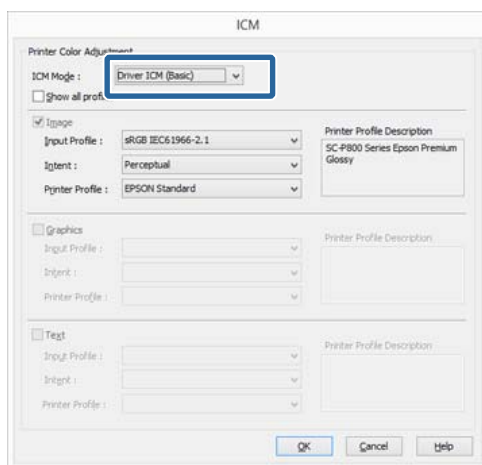 ICM
Printer Color Adjustment
ICM Mode : Driver ICM (Basic)
Show all
Image
Input Profile : sRGB IEC61966-2.1
Intent : Perceptual
Printer Profile : EPSON Standard
Printer Profile Description
SC-P800 Series Epson Premium
Glossy
Graphics
Input Profile :
Intent :
Printer Profile :
Printer Profile Description
Text
Input Profile :
Intent :
Printer Profile :
Printer Profile Description
OK Cancel Help